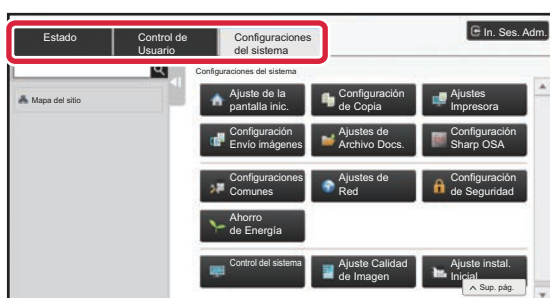 Estado
Control de
Usuario
Configuraciones
del sistema
In. Ses. Adm.
Configuraciones del sistema
Mapa del sitio
Ajuste de la
pantalla inic.
Configuración
de Copia
Ajustes
Impresora
Configuración
Envío imágenes
Ajustes de
Archivo Docs.
Configuración
Sharp OSA
Configuraciones
Comunes
Ajustes de
Red
Configuración
de Seguridad
Ahorro
de Energía
Control del sistema
Ajuste Calidad
de Imagen
Ajuste instal.
Inicial
Sup. pág.